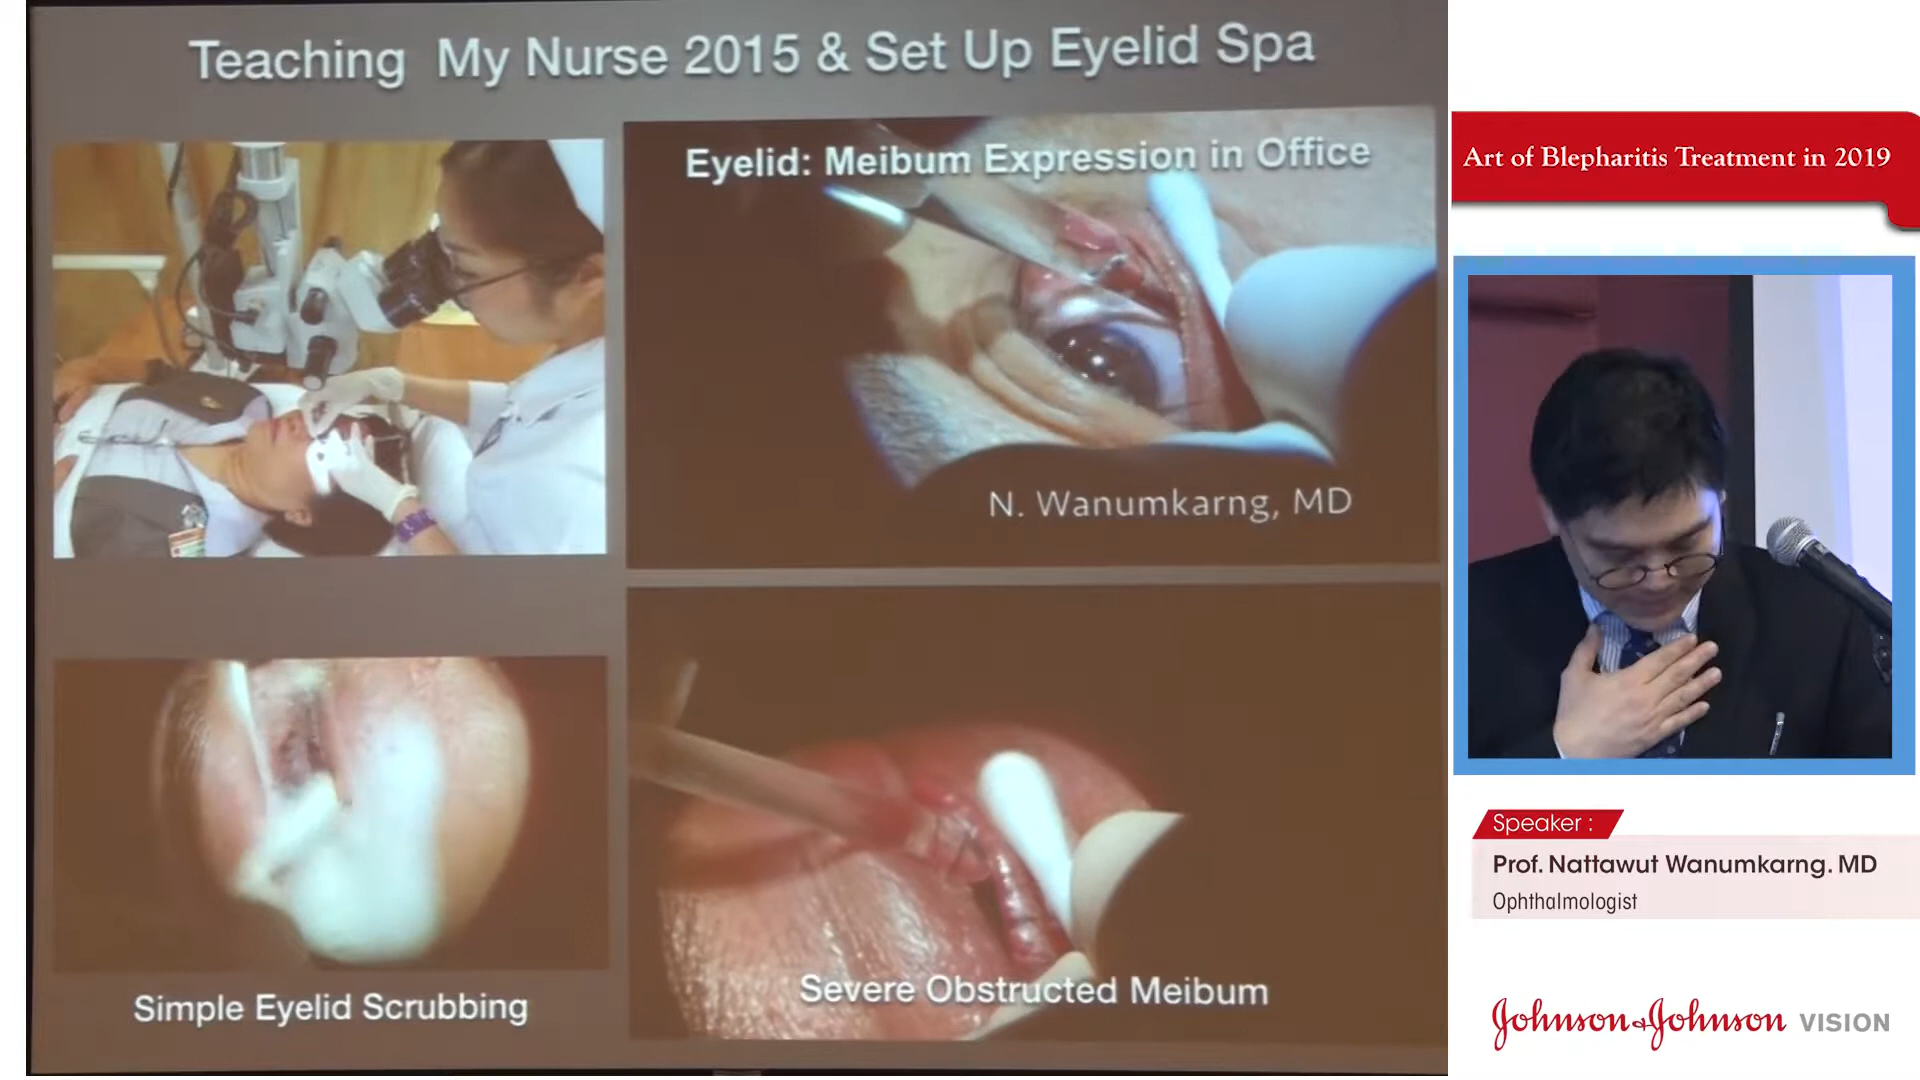 Teaching My Nurse 2015 & Set Up Eyelid Spa
Eyelid: Meibum Expression in Office
N. Wanumkarng, MD
Simple Eyelid Scrubbing
Severe Obstructed Meibum
Art of Blepharitis Treatment in 2019
Speaker :
Prof. Nattawut Wanumkarng. MD
Ophthalmologist
Johnson & Johnson VISION